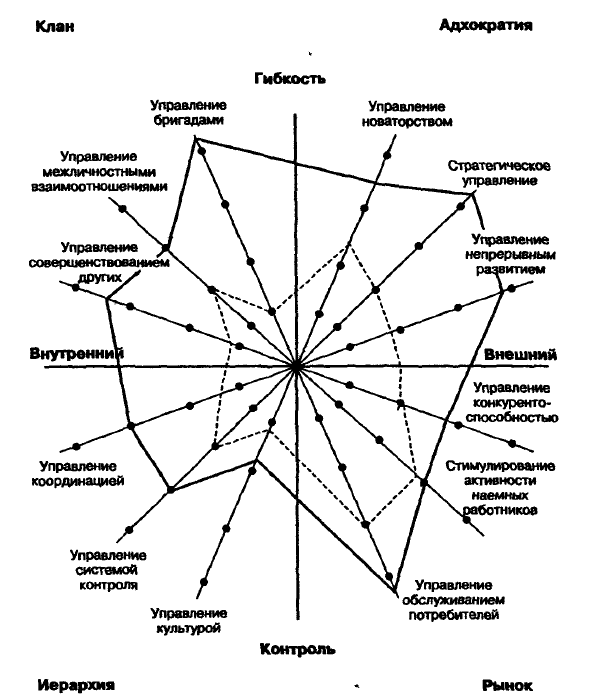 Клан
Адхократия
Гибкость
Управление
бригадами
Управление
новаторством
Управление
межличностными
взаимоотношениями
Стратегическое
управление
Управление
совершенствованием
других
Управление
непрерывным
развитием
Внутренний
Внешний
Управление
конкуренто-
способностью
Управление
координацией
Стимулирование
активности
наемных
работников
Управление
системой
контроля
Управление
культурой
Управление
обслуживанием
потребителей
Контроль
Иерархия
Рынок